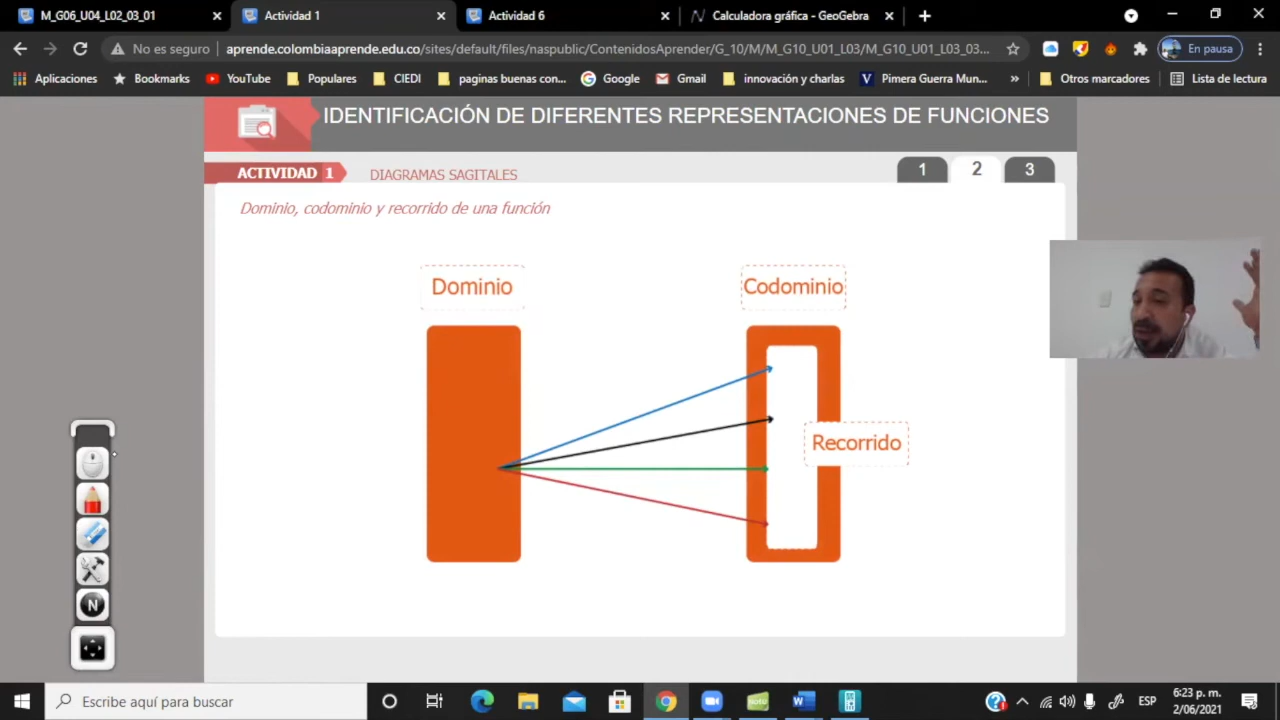 M_G06_U04_L02_03_01
Actividad 1
Actividad 6
Calculadora gráfica - GeoGebra
No es seguro
aprende.colombiaaprende.edu.co/sites/default/files/naspublic/ContenidosAprender/G_10/M/M_G10_U01_L03/M_G10_U01_L03_03...
En pausa
Aplicaciones
Bookmarks
YouTube
Populares
CIEDI
paginas buenas con...
Google
Gmail
innovación y charlas
Pimera Guerra Mun...
»
Otros marcadores
Lista de lectura
IDENTIFICACIÓN DE DIFERENTES REPRESENTACIONES DE FUNCIONES
ACTIVIDAD 1
DIAGRAMAS SAGITALES
1
2
3
Dominio, codominio y recorrido de una función
Dominio
Codominio
Recorrido
N
Escribe aquí para buscar
ESP
6:23 p. m.
2/06/2021